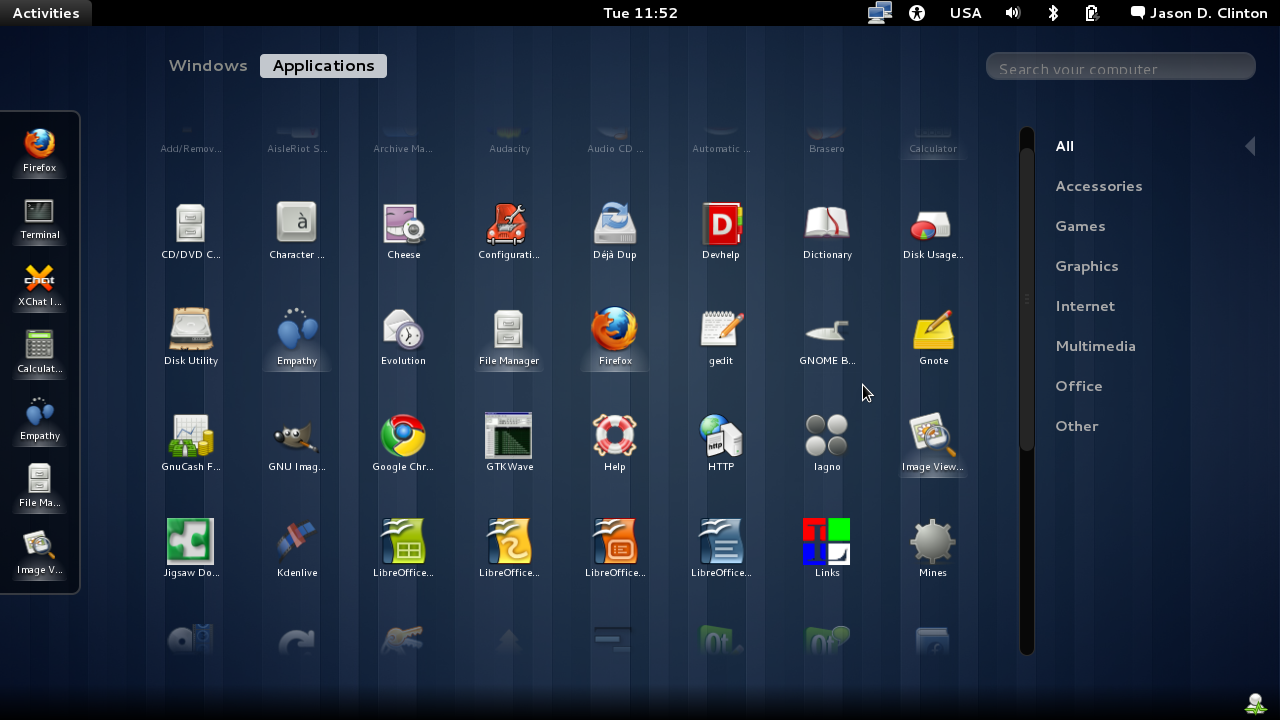 Activities
Tue 11:52
USA
Jason D. Clinton
Windows
Applications
Search your computer
Firefox
Terminal
XChat I...
Calculat...
Empathy
File Ma...
Image V...
Add/Remov...
AisleRiot S...
Archive Ma...
Audacity
Audio CD ...
Automatic ...
Brasero
Calculator
CD/DVD C...
Character ...
Cheese
Configurati...
Déjà Dup
Devhelp
Dictionary
Disk Usage...
Disk Utility
Empathy
Evolution
File Manager
Firefox
gedit
GNOME B...
Gnote
GnuCash F...
GNU Imag...
Google Chr...
GTKWave
Help
HTTP
Iagno
Image View...
Jigsaw Do...
Kdenlive
LibreOffice...
LibreOffice...
LibreOffice...
LibreOffice...
Links
Mines
All
Accessories
Games
Graphics
Internet
Multimedia
Office
Other